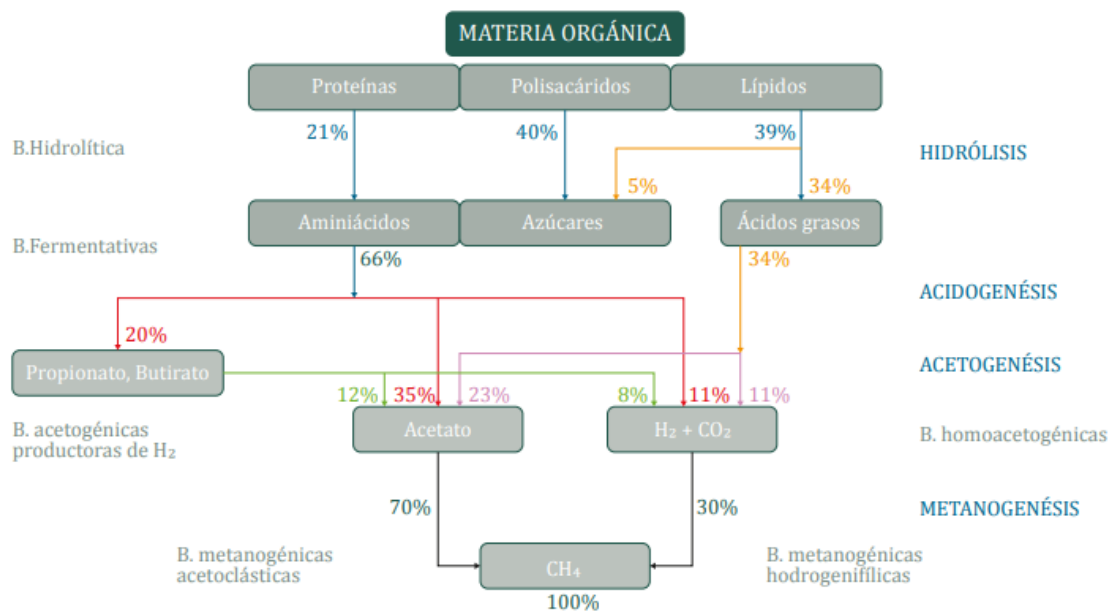 MATERIA ORGÁNICA
Proteínas
Polisacáridos
Lípidos
21%
40%
39%
B.Hidrolítica
HIDRÓLISIS
5%
34%
Aminiácidos
Azúcares
Ácidos grasos
B.Fermentativas
66%
34%
ACIDOGENÉSIS
20%
Propionato, Butirato
ACETOGENÉSIS
12%
35%
23%
8%
11%
11%
Acetato
H₂ + CO₂
B. acetogénicas
productoras de H₂
B. homoacetogénicas
70%
30%
METANOGENÉSIS
B. metanogénicas
acetoclásticas
CH₄
B. metanogénicas
hodrogenifílicas
100%